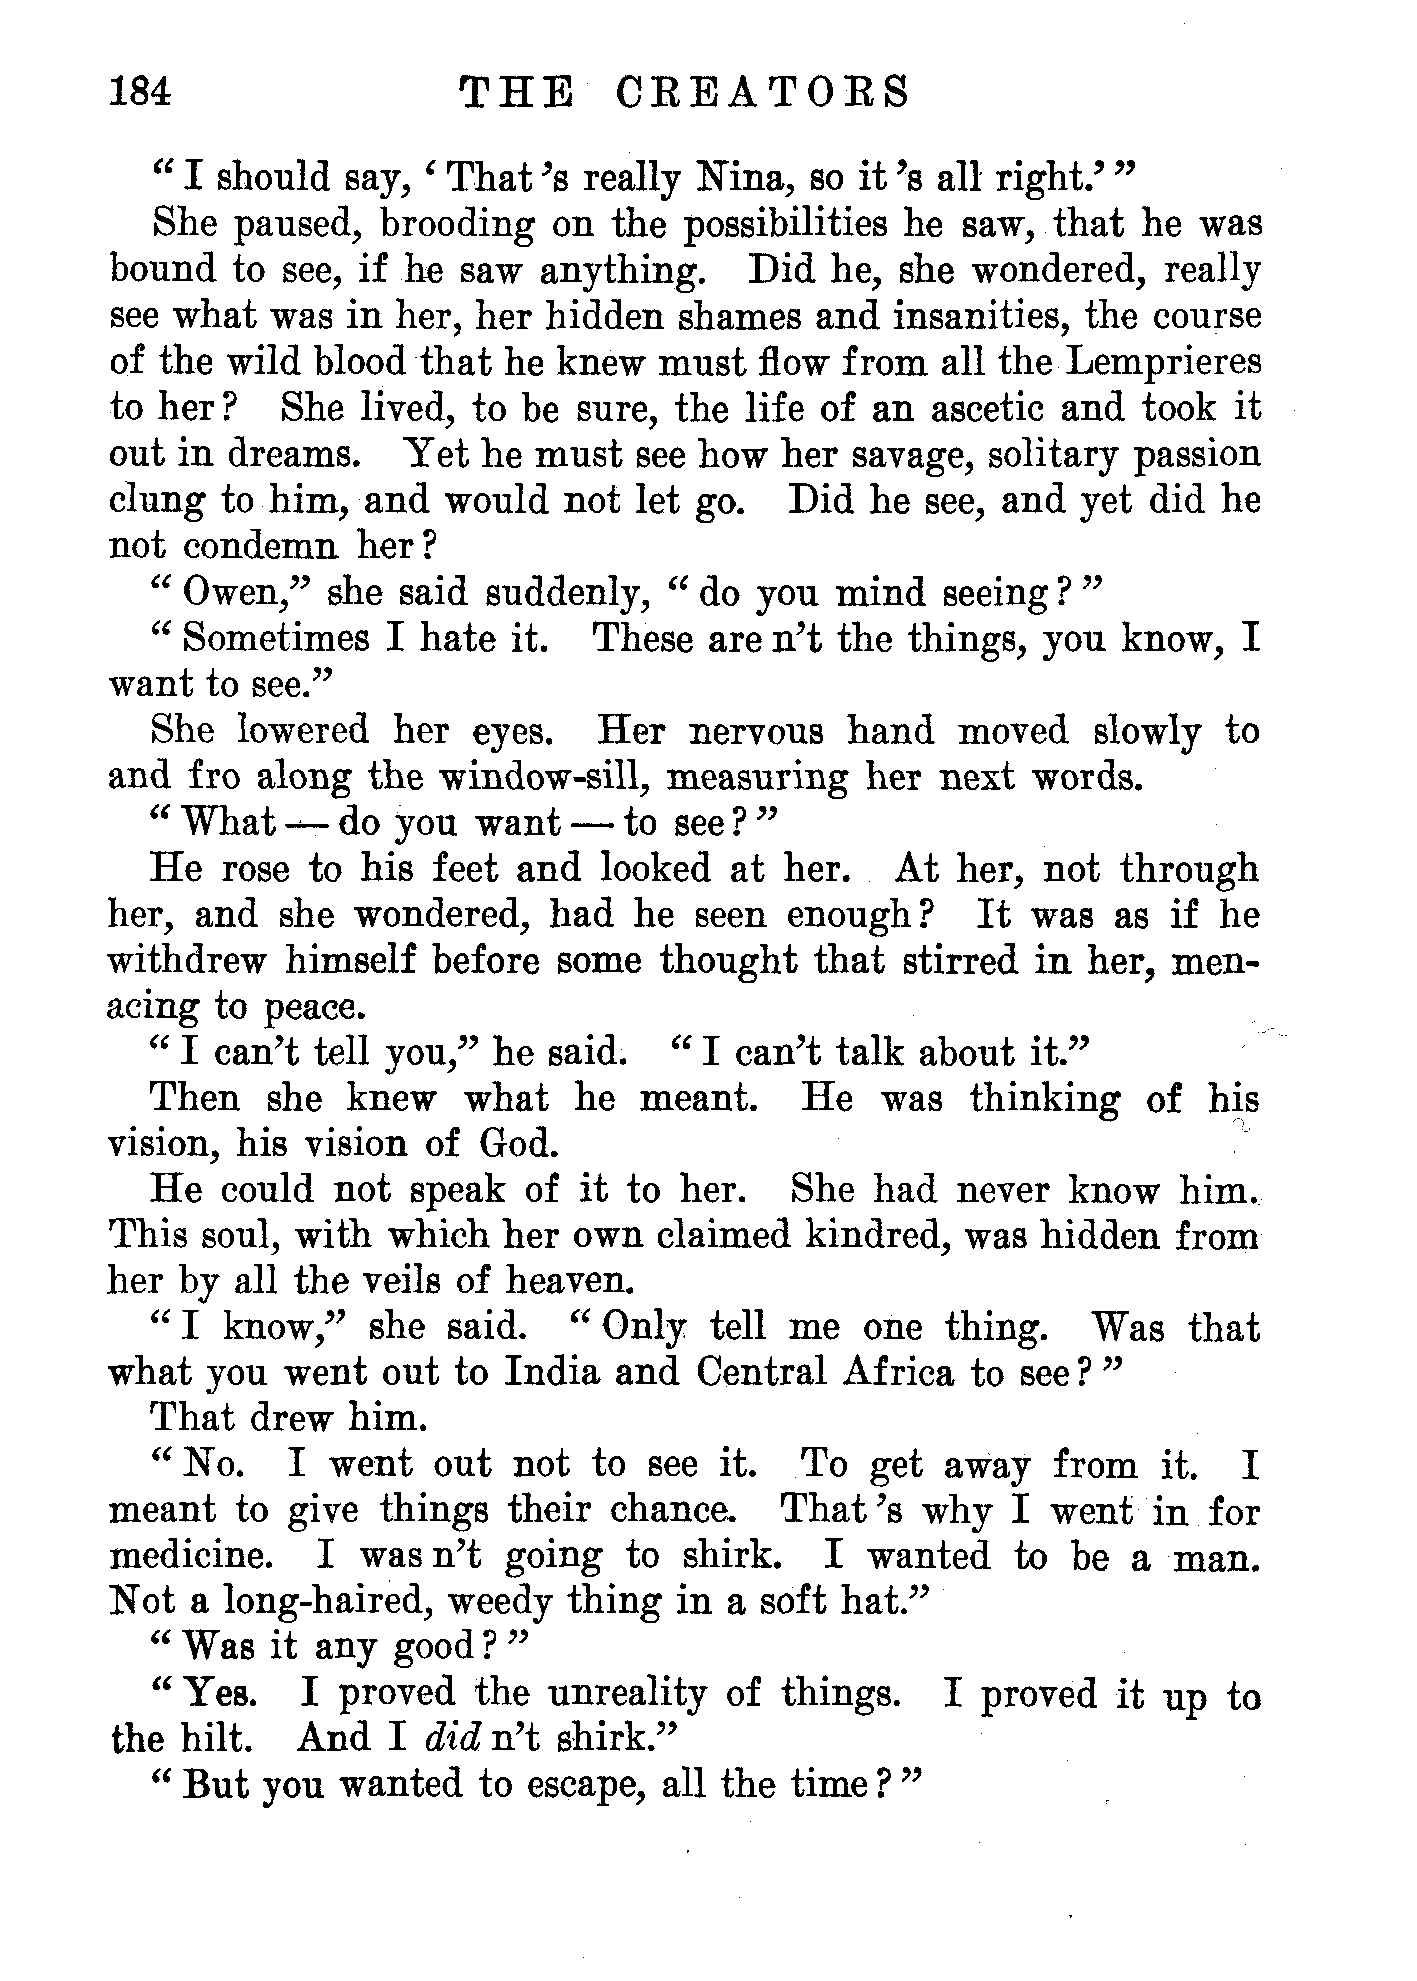 184 THE CREATORS
“ I should say, ‘ That ’s really Nina, so it ’s all right.’ ”
She paused, brooding on the possibilities he saw, that he was
bound to see, if he saw anything. Did he, she wondered, really
see what was in her, her hidden shames and insanities, the course
of the wild blood that he knew must flow from all the Lemprieres
to her? She lived, to be sure, the life of an ascetic and took it
out in dreams. Yet he must see how her savage, solitary passion
clung to him, and would not let go. Did he see, and yet did he
not condemn her?
“ Owen,” she said suddenly, “ do you mind seeing? ”
“ Sometimes I hate it. These are n’t the things, you know, I
want to see.”
She lowered her eyes. Her nervous hand moved slowly to
and fro along the window-sill, measuring her next words.
“ What — do you want — to see? ”
He rose to his feet and looked at her. At her, not through
her, and she wondered, had he seen enough? It was as if he
withdrew himself before some thought that stirred in her, men-
acing to peace.
“ I can’t tell you,” he said. “ I can’t talk about it.”
Then she knew what he meant. He was thinking of his
vision, his vision of God.
He could not speak of it to her. She had never know him.
This soul, with which her own claimed kindred, was hidden from
her by all the veils of heaven.
“ I know,” she said. “ Only tell me one thing. Was that
what you went out to India and Central Africa to see? ”
That drew him.
“ No. I went out not to see it. To get away from it. I
meant to give things their chance. That ’s why I went in for
medicine. I was n’t going to shirk. I wanted to be a man.
Not a long-haired, weedy thing in a soft hat.”
“ Was it any good? ”
“ Yes. I proved the unreality of things. I proved it up to
the hilt. And I did n’t shirk.”
“ But you wanted to escape, all the time? ”